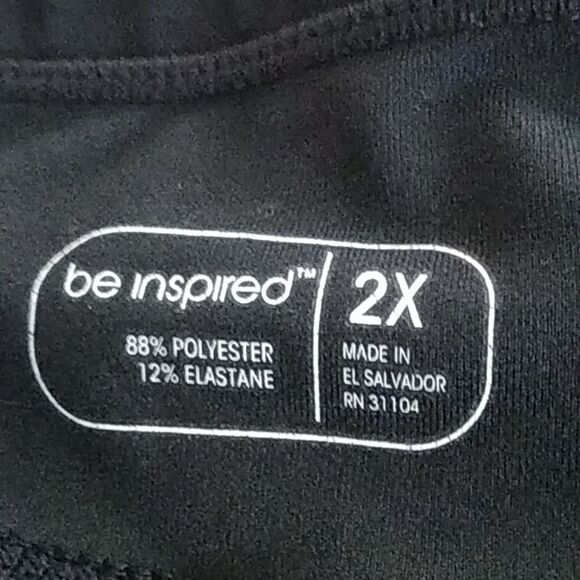 be inspired™
88% POLYESTER
12% ELASTANE
2X
MADE IN
EL SALVADOR
RN 31104